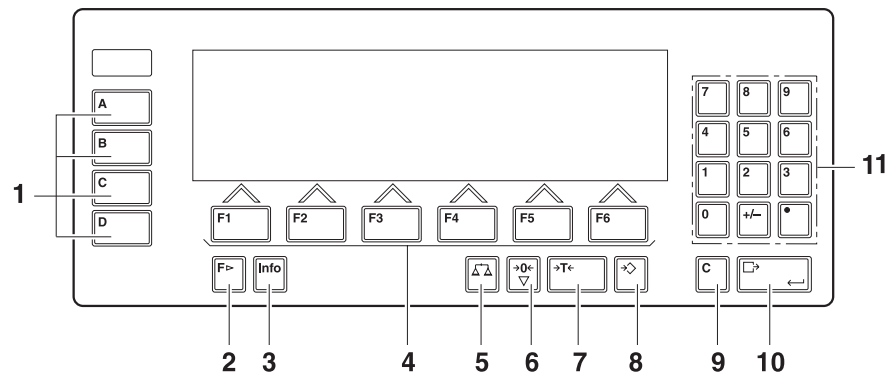 7 8 9
A
B
4 5 6
11
1
C
1 2 3
D
F1 F2 F3 F4 F5 F6
0 +/– •
F Info →0← →T← C
2 3 4 5 6 7 8 9 10